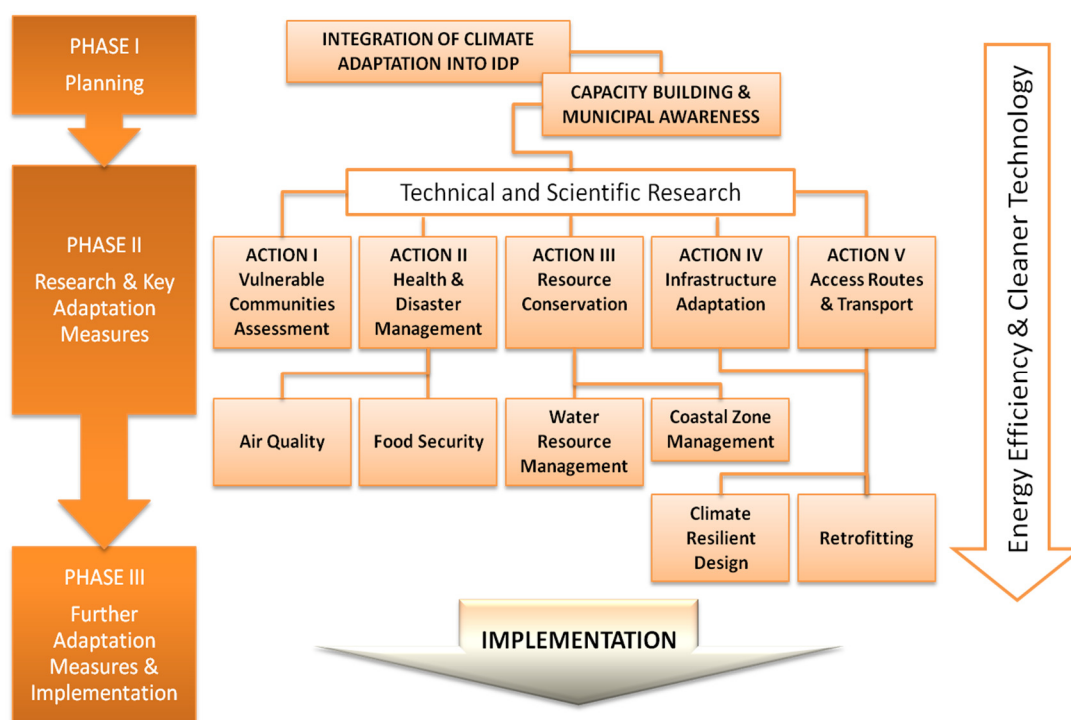 PHASE I
Planning
INTEGRATION OF CLIMATE
ADAPTATION INTO IDP
CAPACITY BUILDING &
MUNICIPAL AWARENESS
Technical and Scientific Research
PHASE II
Research & Key
Adaptation
Measures
ACTION I
Vulnerable
Communities
Assessment
ACTION II
Health &
Disaster
Management
ACTION III
Resource
Conservation
ACTION IV
Infrastructure
Adaptation
ACTION V
Access Routes
& Transport
Air Quality
Food Security
Water
Resource
Management
Coastal Zone
Management
Climate
Resilient
Design
Retrofitting
PHASE III
Further
Adaptation
Measures &
Implementation
IMPLEMENTATION
Energy Efficiency & Cleaner Technology